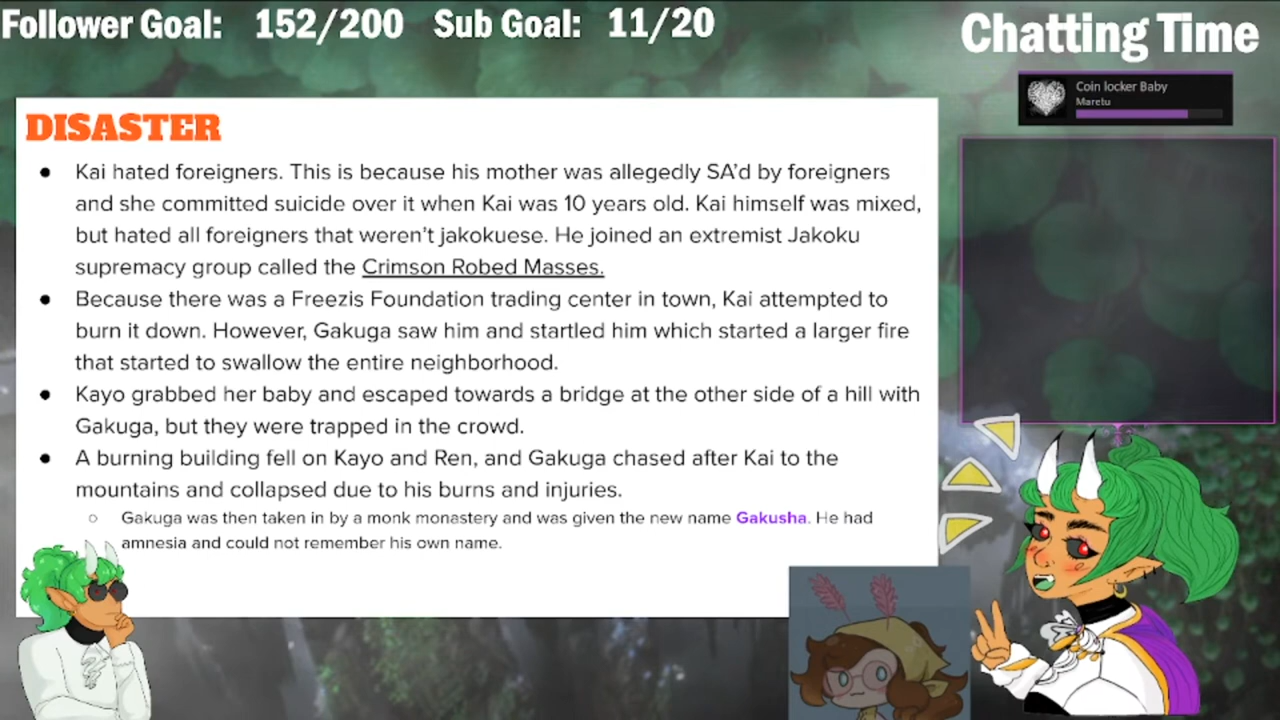 Follower Goal: 152/200 Sub Goal: 11/20
Chatting Time
Coin locker Baby
Maretu
DISASTER
● Kai hated foreigners. This is because his mother was allegedly SA’d by foreigners
and she committed suicide over it when Kai was 10 years old. Kai himself was mixed,
but hated all foreigners that weren’t jakokuese. He joined an extremist Jakoku
supremacy group called the Crimson Robed Masses.
● Because there was a Freezis Foundation trading center in town, Kai attempted to
burn it down. However, Gakuga saw him and startled him which started a larger fire
that started to swallow the entire neighborhood.
● Kayo grabbed her baby and escaped towards a bridge at the other side of a hill with
Gakuga, but they were trapped in the crowd.
● A burning building fell on Kayo and Ren, and Gakuga chased after Kai to the
mountains and collapsed due to his burns and injuries.
○ Gakuga was then taken in by a monk monastery and was given the new name Gakusha. He had
amnesia and could not remember his own name.